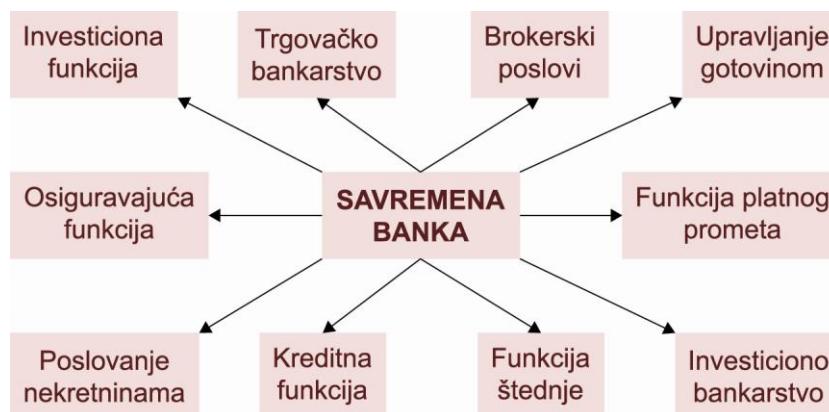 Investiciona
funkcija
Trgovačko
bankarstvo
Brokerski
poslovi
Upravljanje
gotovinom
Osiguravajuća
funkcija
SAVREMENA
BANKA
Funkcija platnog
prometa
Poslovanje
nekretninama
Kreditna
funkcija
Funkcija
štednje
Investiciono
bankarstvo